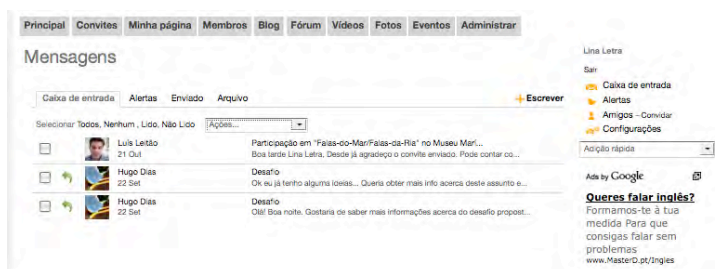 Principal Convites Minha página Membros Blog Fórum Vídeos Fotos Eventos Administrar
Mensagens
Caixa de entrada Alertas Enviado Arquivo Escrever
Selecionar Todos, Nenhum , Lido, Não Lido Ações...
Luís Leitão Participação em "Falas-do-Mar/Falas-da-Ria" no Museu Marí...
21 Out Boa tarde Lina Letra, Desde já agradeço o convite enviado. Pode contar co...
Hugo Dias Desafio
22 Set Ok eu já tenho alguma ideias... Queria obter mais info acerca deste assunto e...
Hugo Dias Desafio
22 Set Olá! Boa noite. Gostaria de saber mais informações acerca do desafio propost...
Lina Letra
Sair
Caixa de entrada
Alertas
Amigos - Convidar
Configurações
Adição rápida
Ads by Google
Queres falar inglês?
Formamos-te à tua
medida Para que
consigas falar sem
problemas
www.MasterD.pt/Ingles